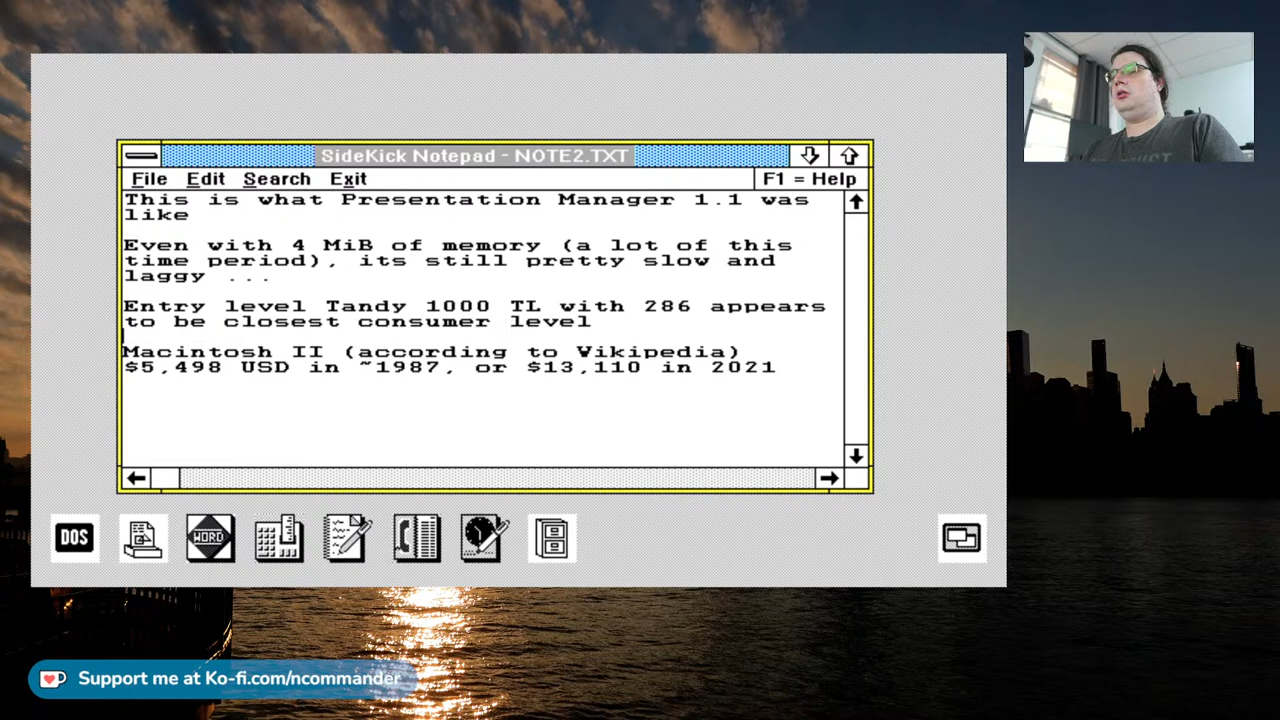 SideKick Notepad - NOTE2.TXT
File Edit Search Exit F1 = Help
This is what Presentation Manager 1.1 was
like
Even with 4 MiB of memory (a lot of this
time period), its still pretty slow and
laggy ...
Entry level Tandy 1000 TL with 286 appears
to be closest consumer level
Macintosh II (according to Wikipedia)
$5,498 USD in ~1987, or $13,110 in 2021
DOS
WORD
Support me at Ko-fi.com/ncommander